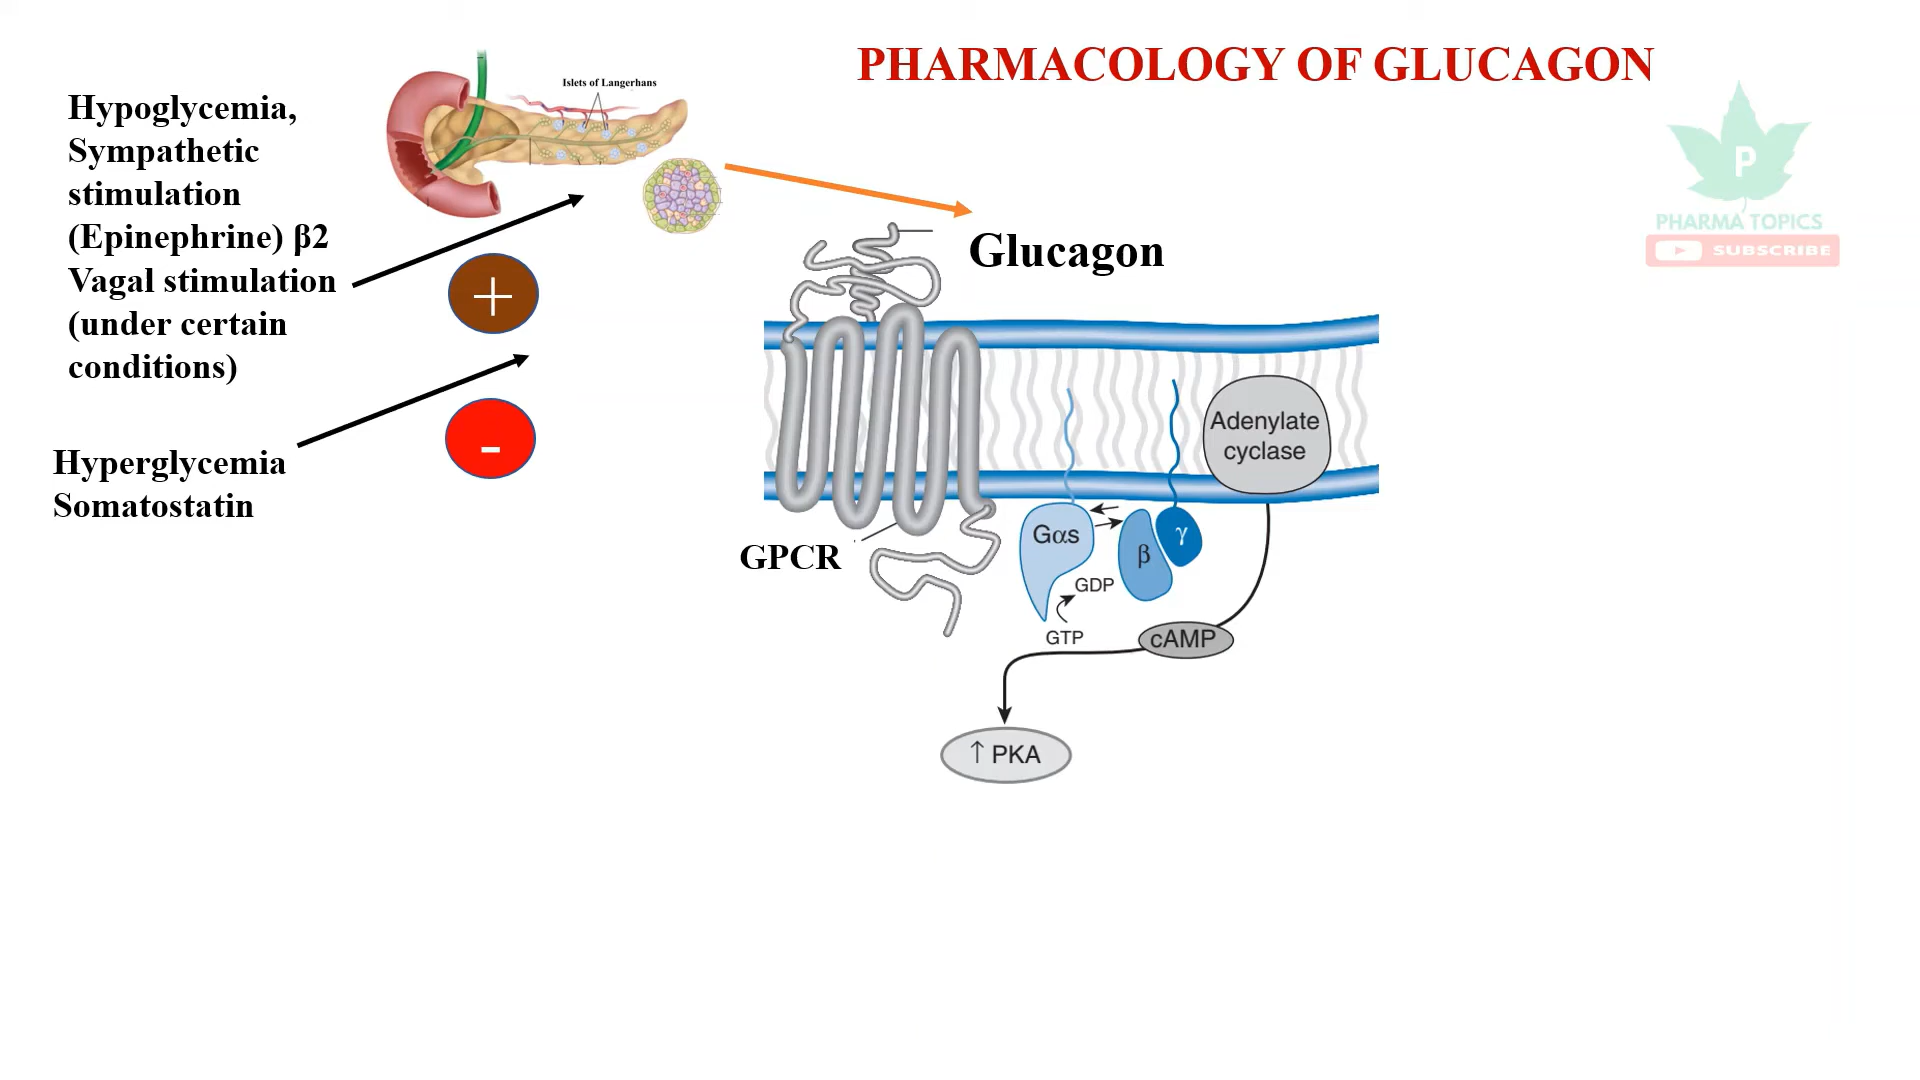 PHARMACOLOGY OF GLUCAGON
Islets of Langerhans
Hypoglycemia,
Sympathetic
stimulation
(Epinephrine) β2
Vagal stimulation
(under certain
conditions)
+
-
Hyperglycemia
Somatostatin
P
PHARMA TOPICS
SUBSCRIBE
Glucagon
Adenylate
cyclase
Gαs
β
γ
GDP
GTP
GPCR
cAMP
↑ PKA